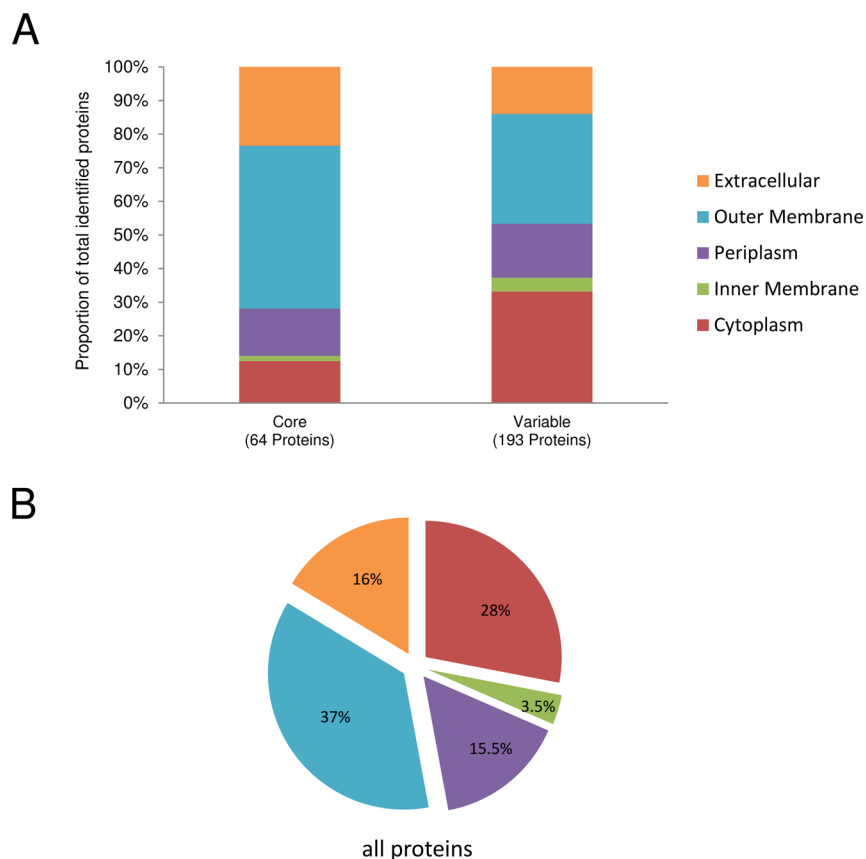 A
Proportion of total identified proteins
100%
90%
80%
70%
60%
50%
40%
30%
20%
10%
0%
Core
(64 Proteins)
Variable
(193 Proteins)
Extracellular
Outer Membrane
Periplasm
Inner Membrane
Cytoplasm
B
16%
28%
3.5%
37%
15.5%
all proteins